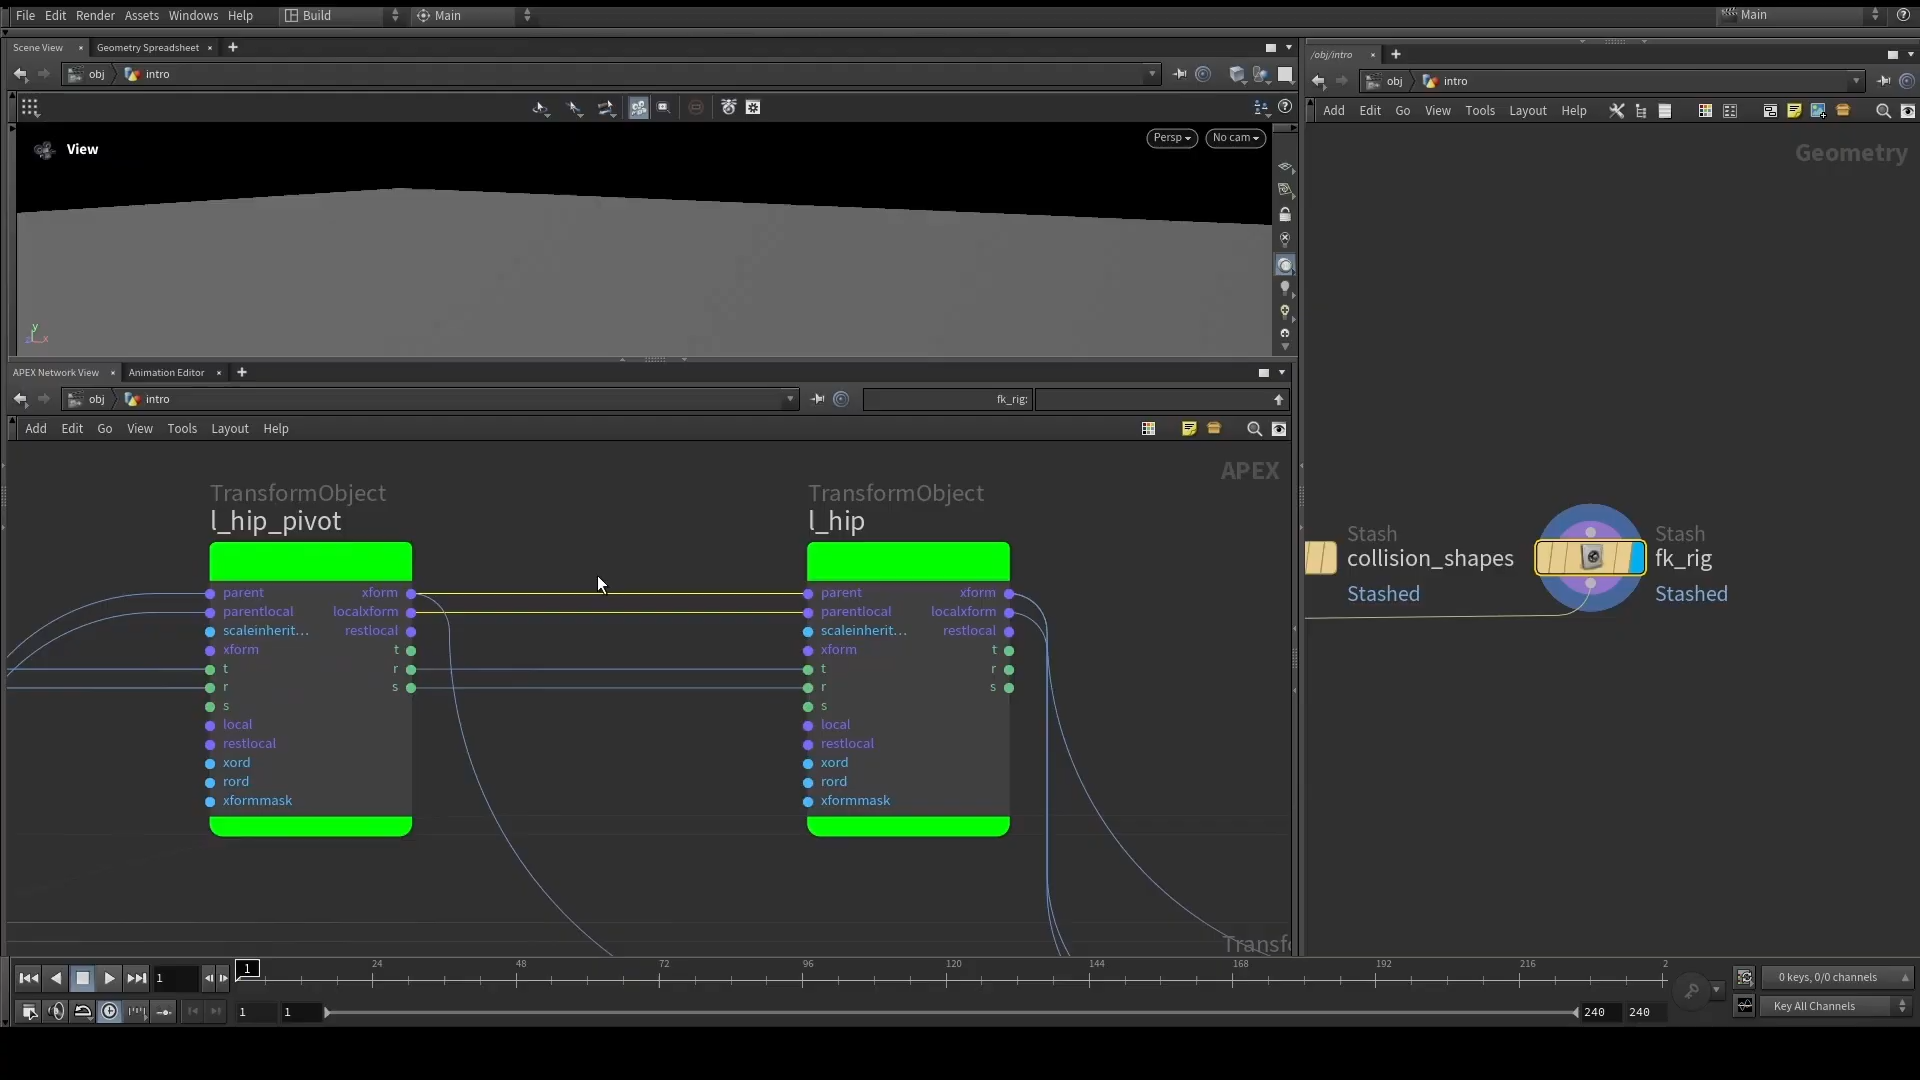 File Edit Render Assets Windows Help Build Main Main
Scene View Geometry Spreadsheet
/obj/intro
obj intro
obj intro
Add Edit Go View Tools Layout Help
View
Persp No cam
Geometry
y
x
APEX Network View Animation Editor
obj intro fk_rig:
Add Edit Go View Tools Layout Help
APEX
TransformObject
l_hip_pivot
parent xform
parentlocal localxform
scaleinherit... restlocal
xform t
t r
r s
s
local
restlocal
xord
rord
xformmask
TransformObject
l_hip
parent xform
parentlocal localxform
scaleinherit... restlocal
xform t
t r
r s
s
local
restlocal
xord
rord
xformmask
Transfo
Stash
collision_shapes
Stashed
Stash
fk_rig
Stashed
1 1 24 48 72 96 120 144 168 192 216 2
0 keys, 0/0 channels
1 1 240 240
Key All Channels